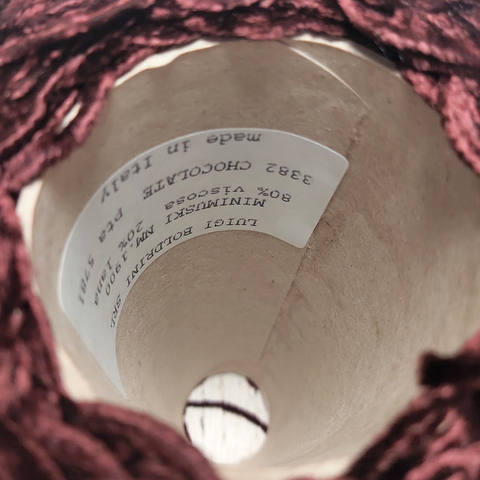 LUIGI BOLDRINI SRL
MINIMUSKI NM. 1900
80% viscosa 20% lana
3382 CHOCOLATE pta 5781
made in Italy